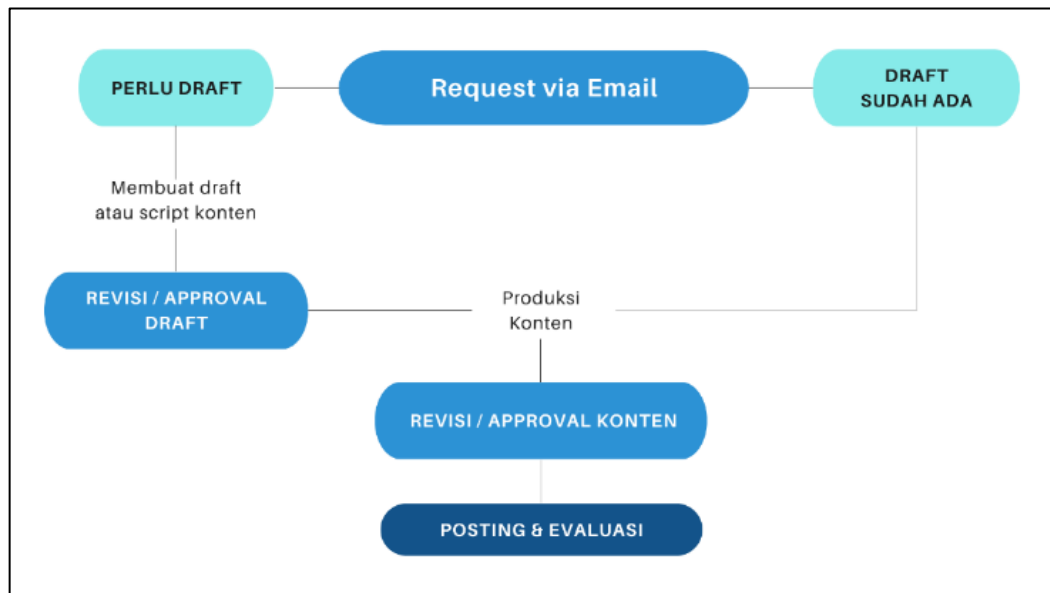 PERLU DRAFT
Request via Email
DRAFT
SUDAH ADA
Membuat draft
atau script konten
REVISI / APPROVAL
DRAFT
Produksi
Konten
REVISI / APPROVAL KONTEN
POSTING & EVALUASI